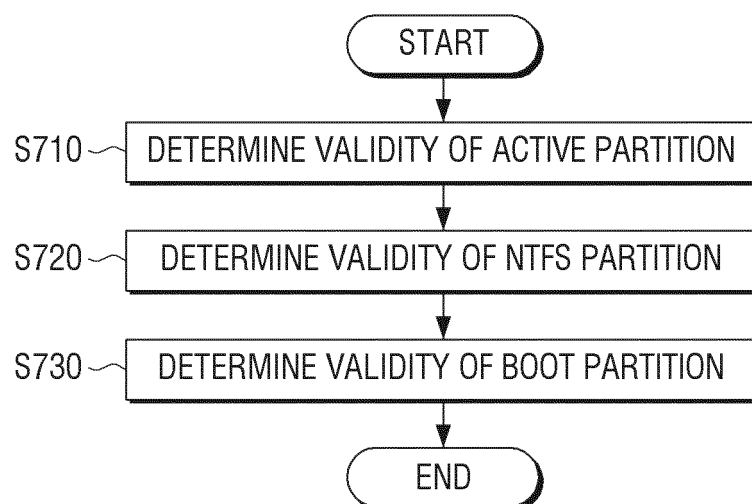 START
S710 DETERMINE VALIDITY OF ACTIVE PARTITION
S720 DETERMINE VALIDITY OF NTFS PARTITION
S730 DETERMINE VALIDITY OF BOOT PARTITION
END